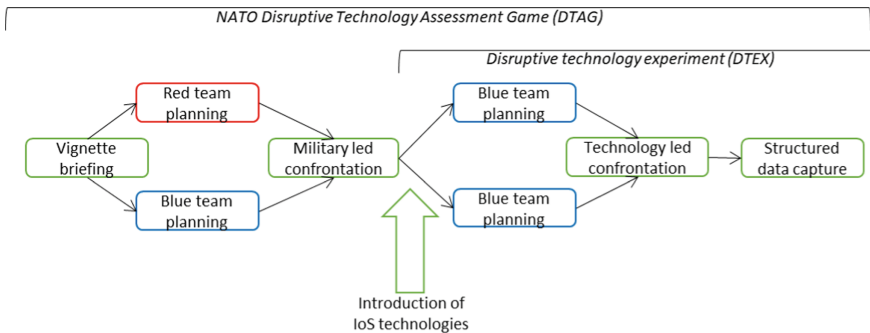 NATO Disruptive Technology Assessment Game (DTAG)
Disruptive technology experiment (DTEX)
Red team
planning
Blue team
planning
Vignette
briefing
Military led
confrontation
Technology led
confrontation
Structured
data capture
Blue team
planning
Blue team
planning
Introduction of
IoS technologies